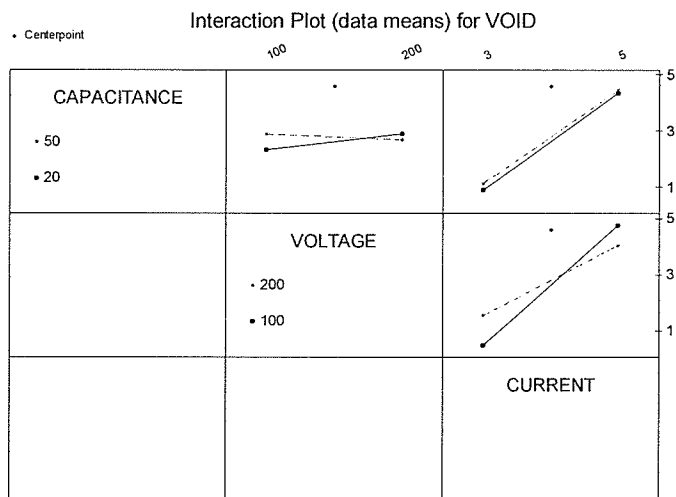 Interaction Plot (data means) for VOID
Centerpoint
100 200 3 5
CAPACITANCE
50
20
5
3
1
VOLTAGE
200
100
5
3
1
CURRENT